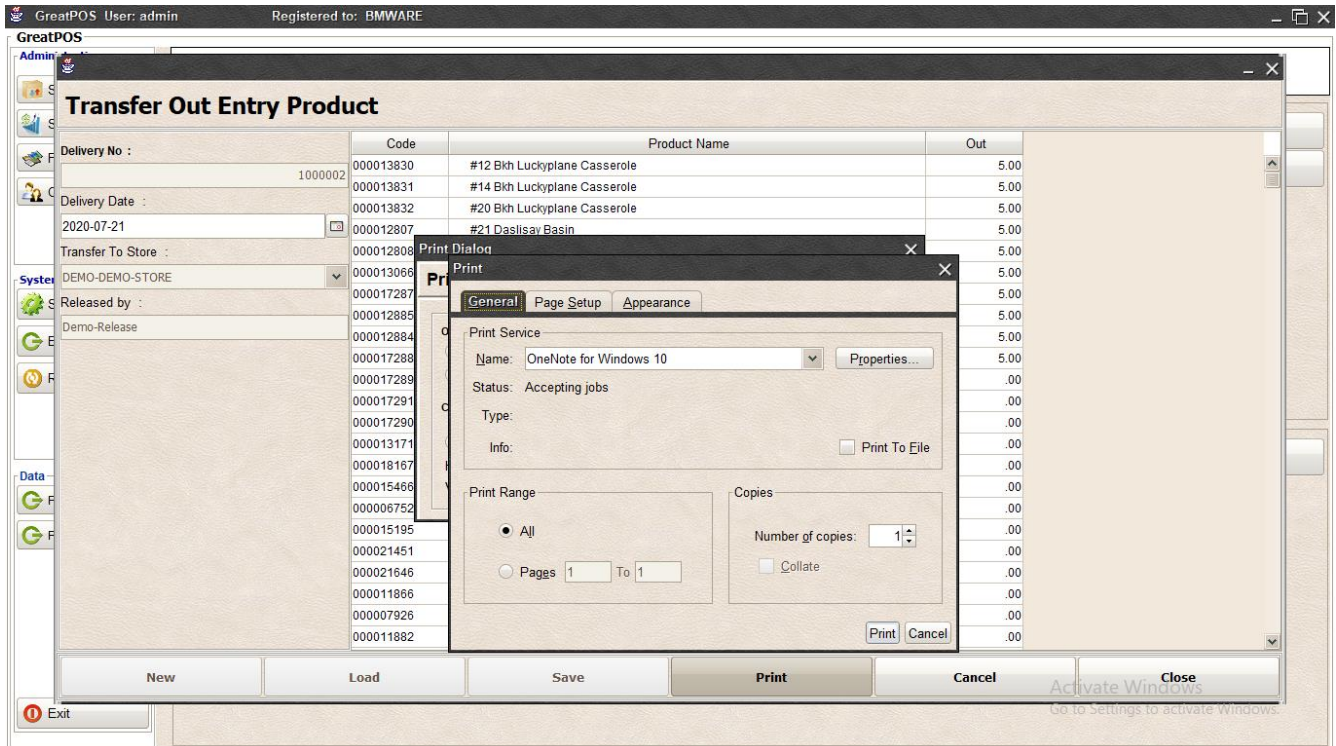 GreatPOS User: admin
Registered to: BMWARE
GreatPOS
Admin
Transfer Out Entry Product
Delivery No :
1000002
Delivery Date :
2020-07-21
Transfer To Store :
DEMO-DEMO-STORE
Released by :
Demo-Release
Code Product Name Out
000013830 #12 Bkh Luckyplane Casserole 5.00
000013831 #14 Bkh Luckyplane Casserole 5.00
000013832 #20 Bkh Luckyplane Casserole 5.00
000012807 #21 Daslisay Basin 5.00
000012808 5.00
000013066 5.00
000017287 5.00
000012885 5.00
000012884 5.00
000017288 5.00
000017289 .00
000017291 .00
000017290 .00
000013171 .00
000018167 .00
000015466 .00
000006752 .00
000015195 .00
000021451 .00
000021646 .00
000011866 .00
000007926 .00
000011882 .00
Print Dialog
Pri
Print
General Page Setup Appearance
Print Service
Name: OneNote for Windows 10 Properties...
Status: Accepting jobs
Type:
Info:
Print To File
Print Range
All
Pages 1 To 1
Copies
Number of copies: 1
Collate
Print Cancel
New Load Save Print Cancel Close
System
Data
Exit
Activate Windows
Go to Settings to activate Windows.